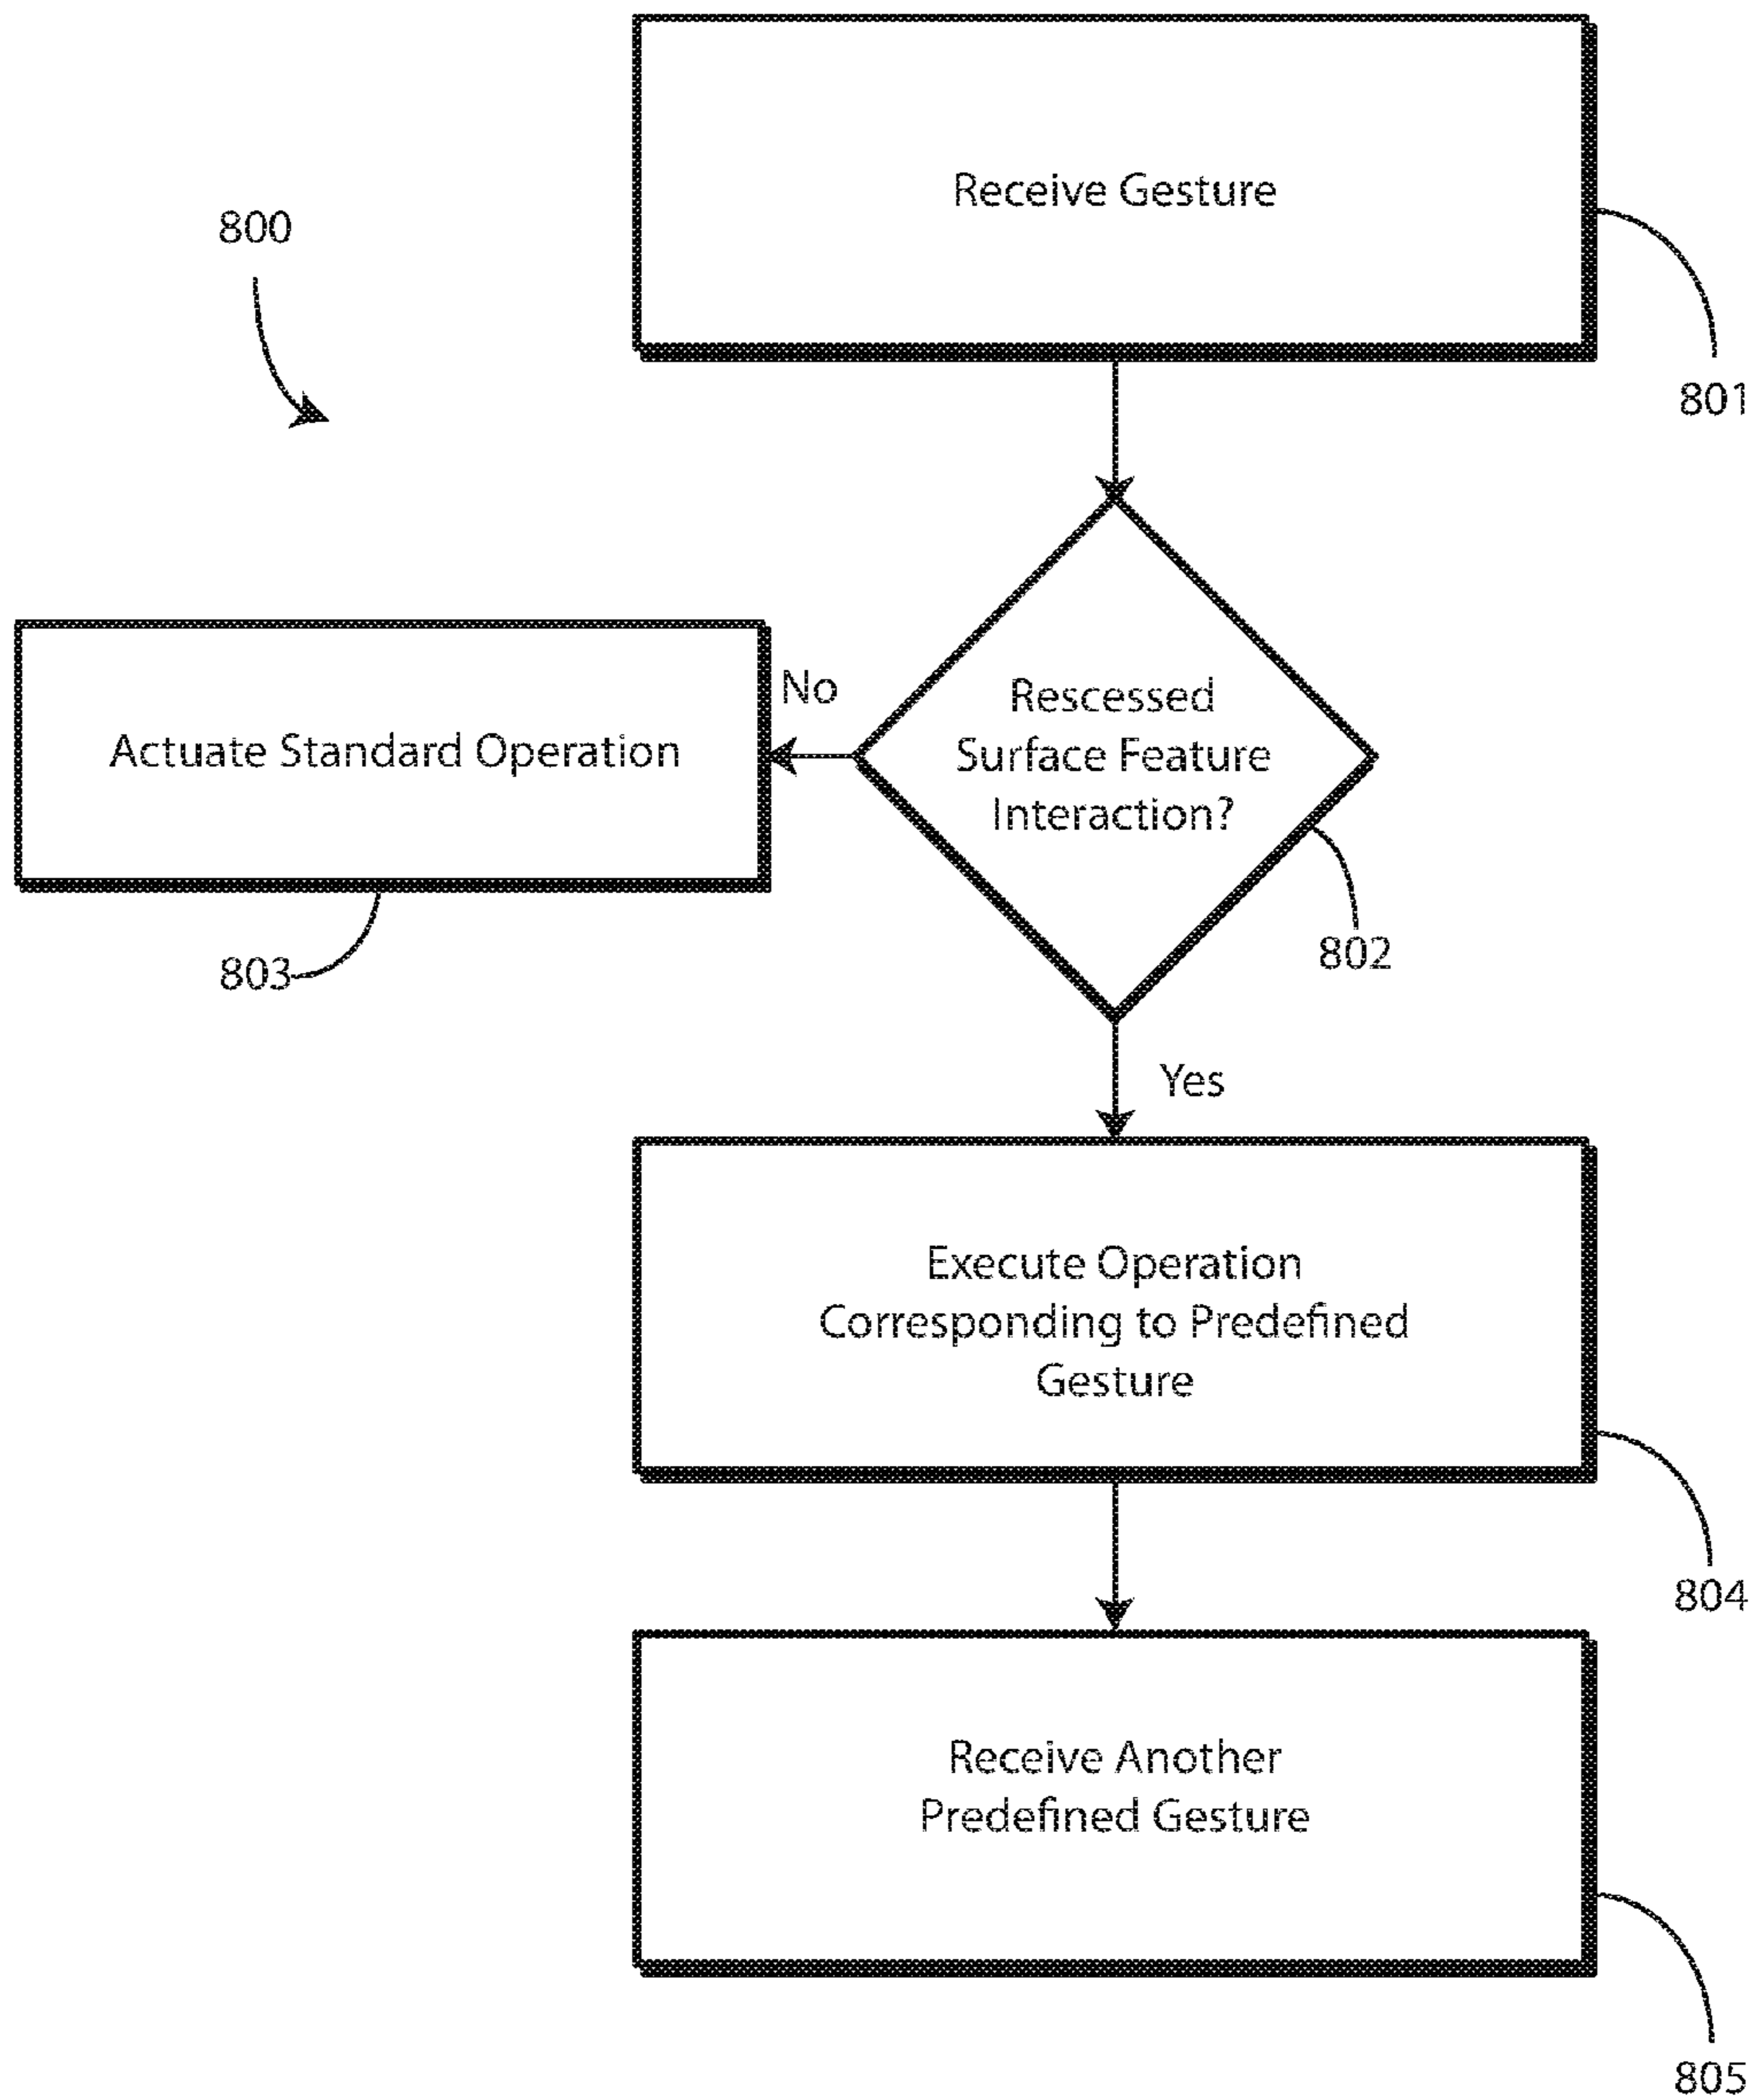 Receive Gesture
800
801
No
Rescessed
Surface Feature
Interaction?
Actuate Standard Operation
802
803
Yes
Execute Operation
Corresponding to Predefined
Gesture
804
Receive Another
Predefined Gesture
805